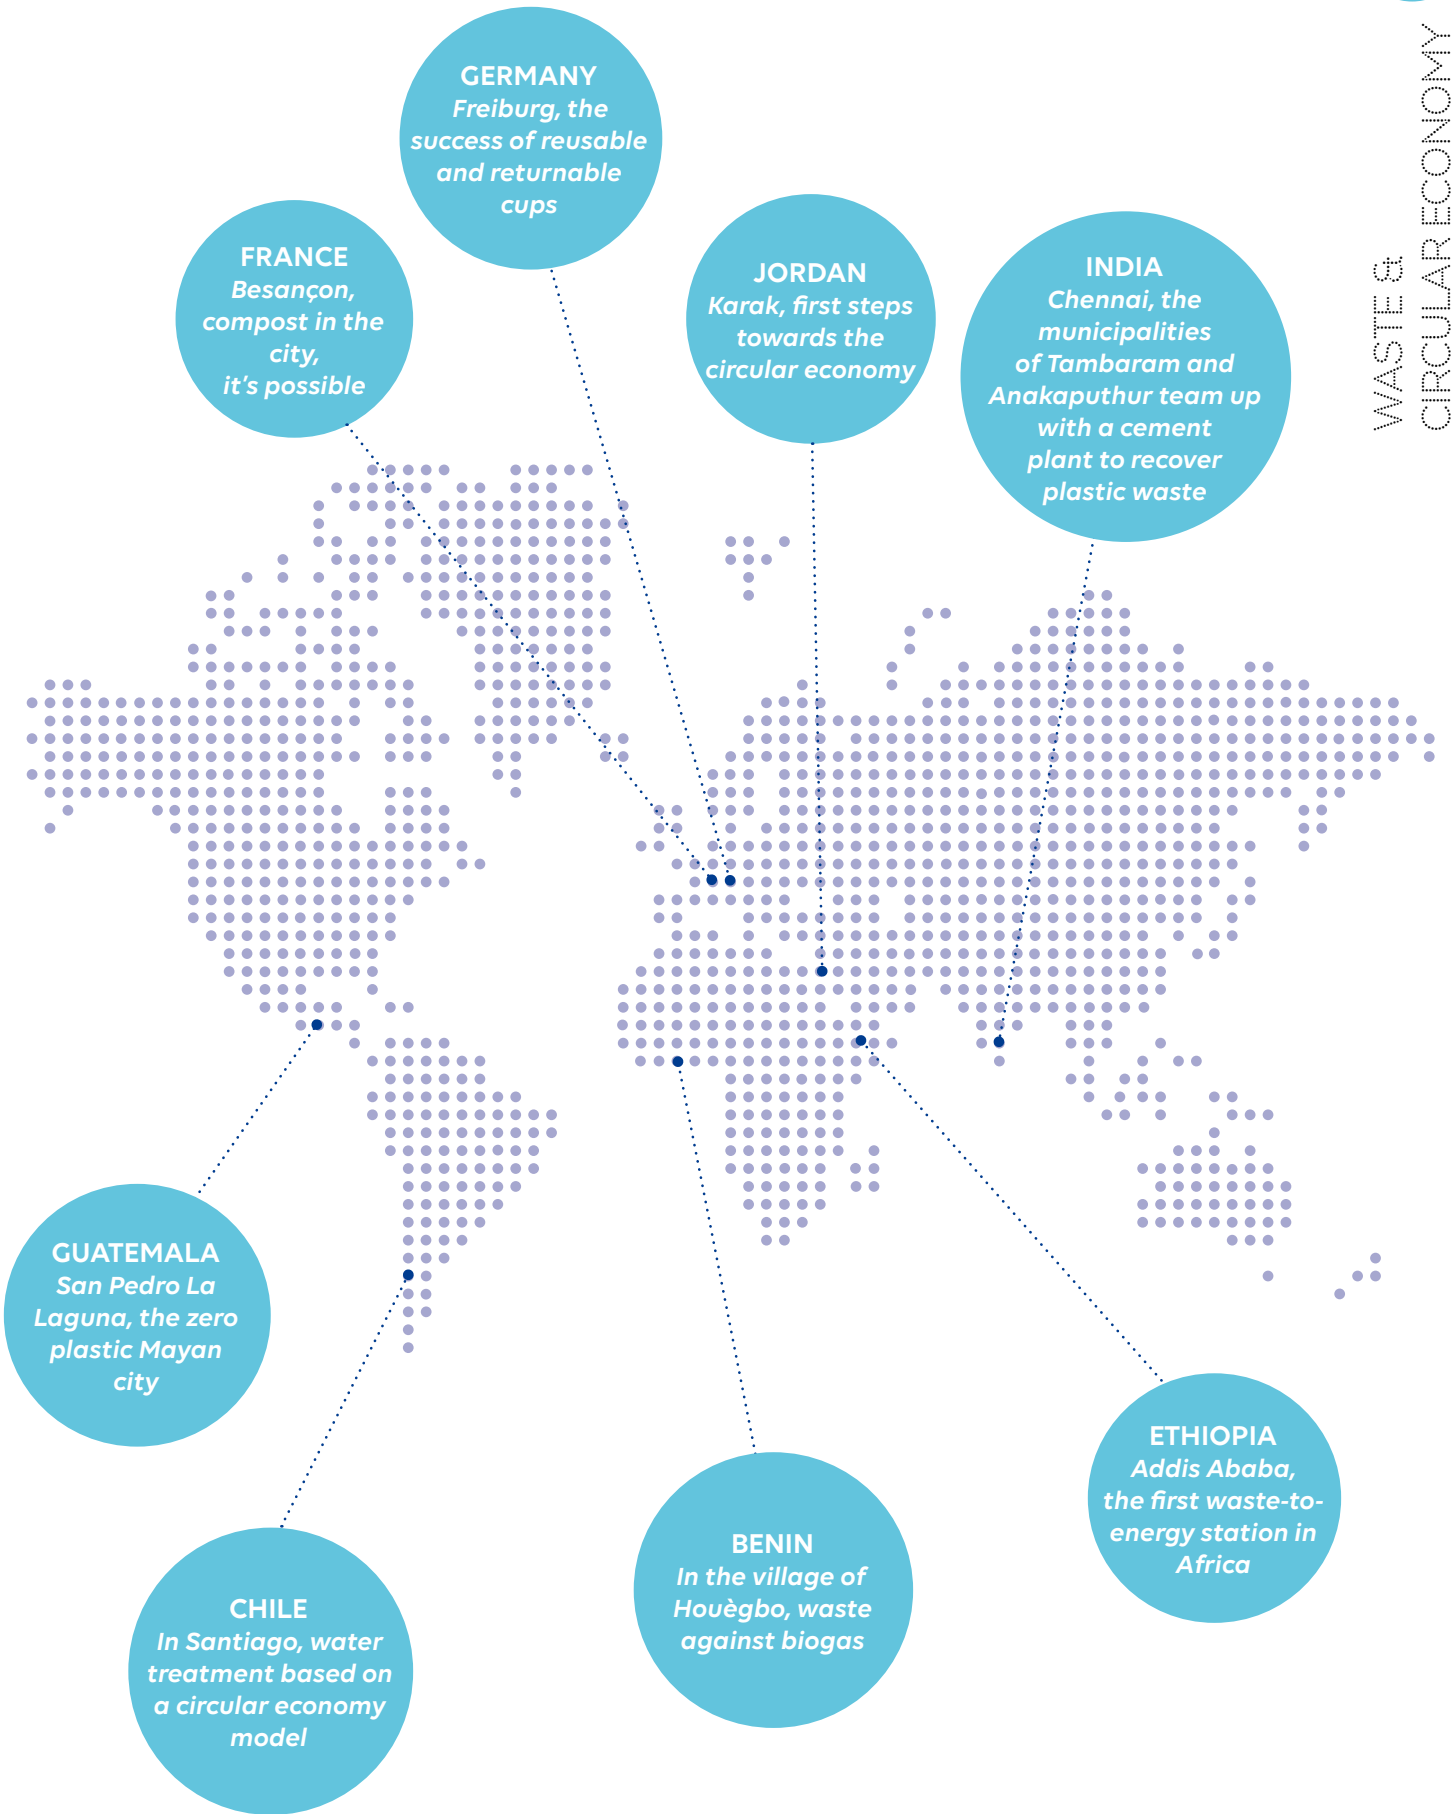 WASTE &
CIRCULAR ECONOMY
GERMANY
Freiburg, the
success of reusable
and returnable
cups
FRANCE
Besançon,
compost in the
city,
it's possible
JORDAN
Karak, first steps
towards the
circular economy
INDIA
Chennai, the
municipalities
of Tambaram and
Anakaputhur team up
with a cement
plant to recover
plastic waste
GUATEMALA
San Pedro La
Laguna, the zero
plastic Mayan
city
CHILE
In Santiago, water
treatment based on
a circular economy
model
BENIN
In the village of
Houègbo, waste
against biogas
ETHIOPIA
Addis Ababa,
the first waste-to-
energy station in
Africa